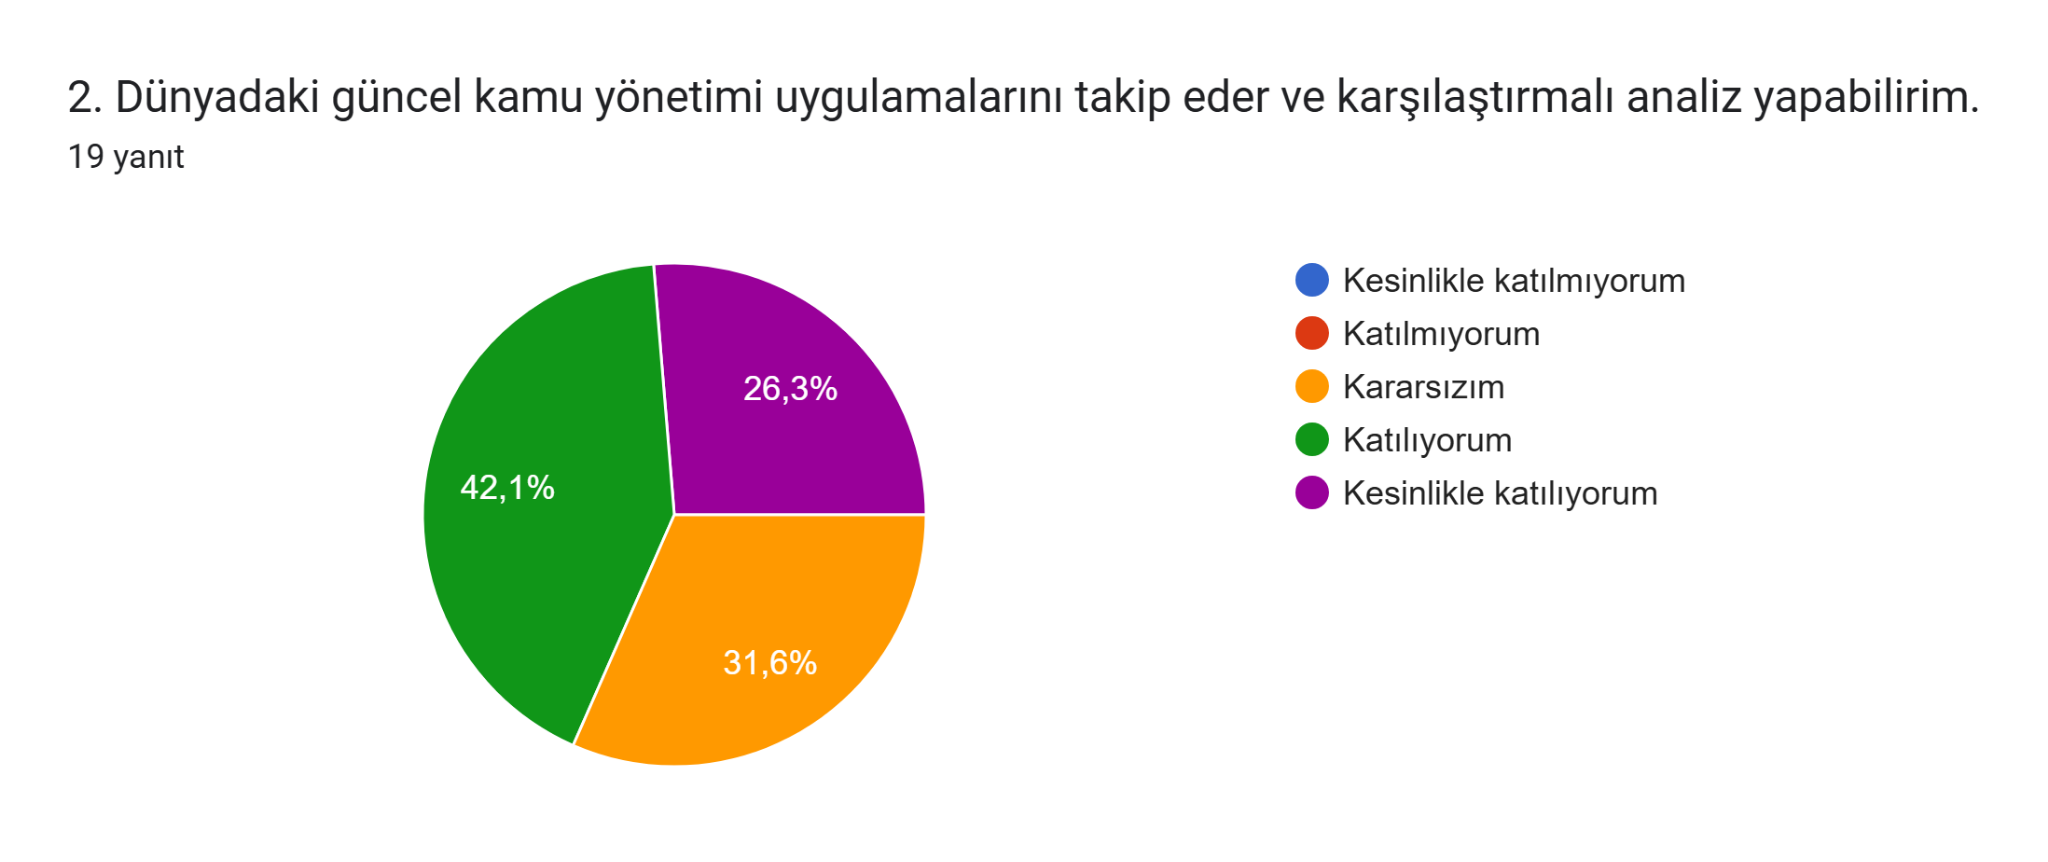 2. Dünyadaki güncel kamu yönetimi uygulamalarını takip eder ve karşılaştırmalı analiz yapabilirim.
19 yanıt
26,3%
42,1%
31,6%
Kesinlikle katılmıyorum
Katılmıyorum
Kararsızım
Katılıyorum
Kesinlikle katılıyorum